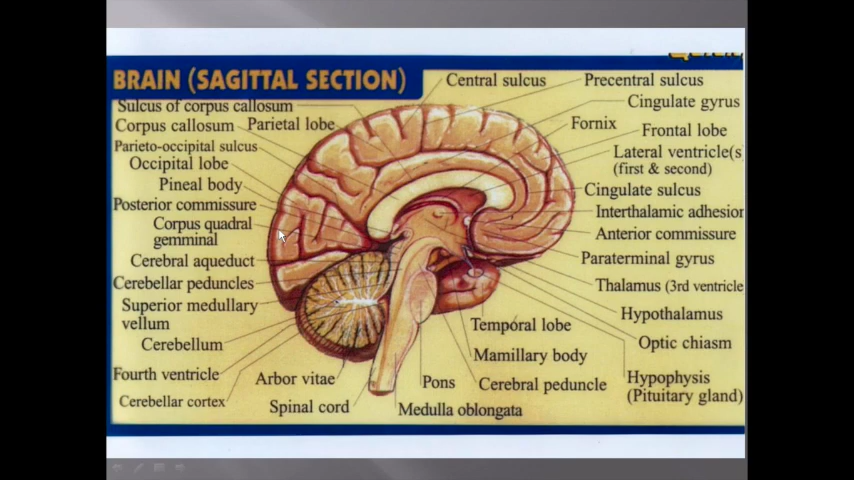 BRAIN (SAGITTAL SECTION)
Sulcus of corpus callosum
Corpus callosum
Parietal lobe
Parieto-occipital sulcus
Occipital lobe
Pineal body
Posterior commissure
Corpus quadral
gemminal
Cerebral aqueduct
Cerebellar peduncles
Superior medullary
vellum
Cerebellum
Fourth ventricle
Cerebellar cortex
Arbor vitae
Spinal cord
Central sulcus
Precentral sulcus
Cingulate gyrus
Fornix
Frontal lobe
Lateral ventricle(s
(first & second)
Cingulate sulcus
Interthalamic adhesior
Anterior commissure
Paraterminal gyrus
Thalamus (3rd ventricle
Hypothalamus
Optic chiasm
Hypophysis
(Pituitary gland)
Temporal lobe
Mamillary body
Cerebral peduncle
Pons
Medulla oblongata